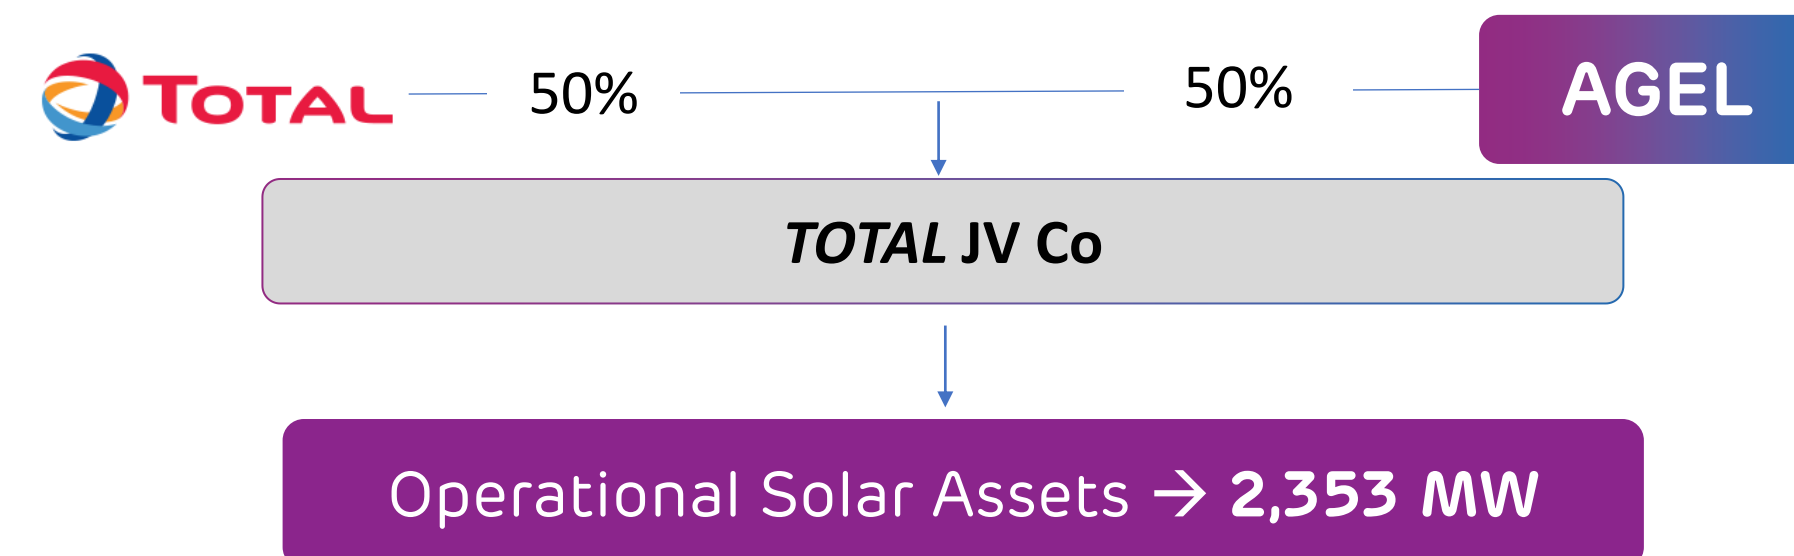 TOTAL 50% 50% AGEL
TOTAL JV Co
Operational Solar Assets → 2,353 MW